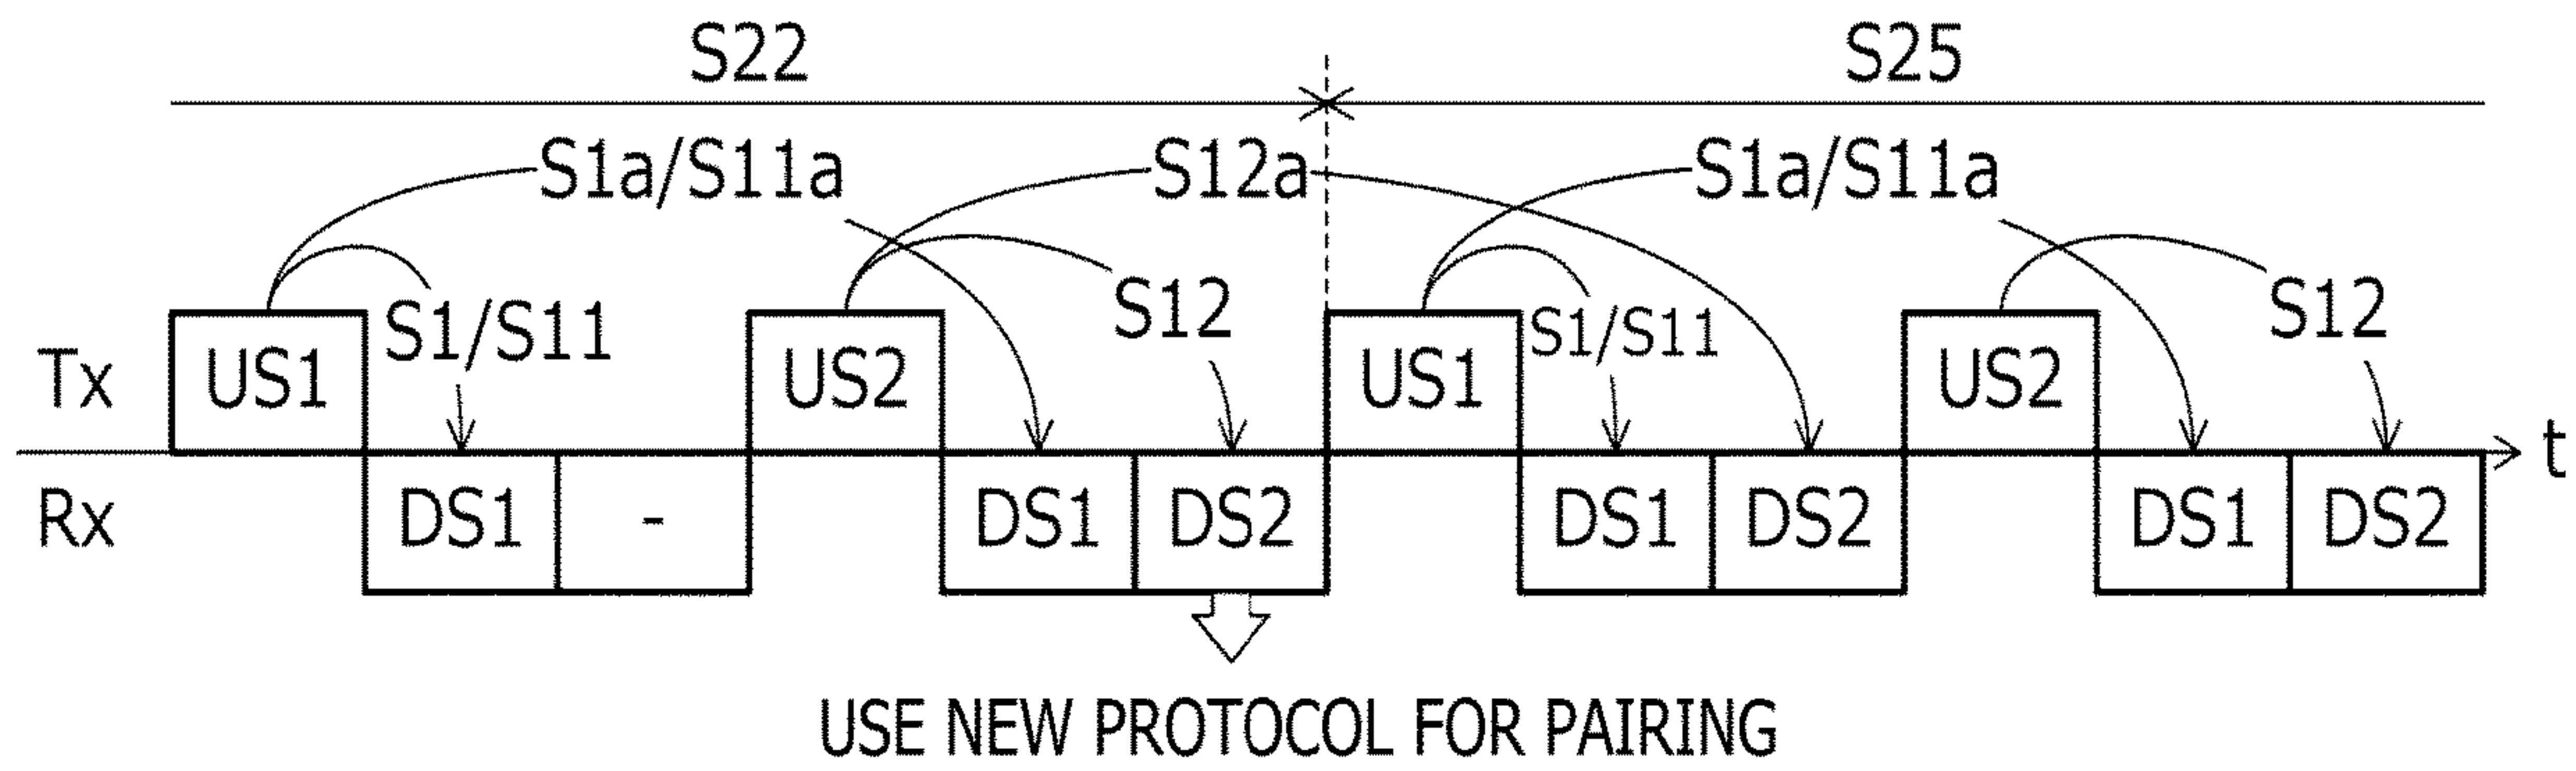 S22 S25
S1a/S11a S12a S1a/S11a
S1/S11 S12 S1/S11 S12
Tx US1 US2 US1 US2 t
Rx DS1 - DS1 DS2 DS1 DS2 DS1 DS2
USE NEW PROTOCOL FOR PAIRING